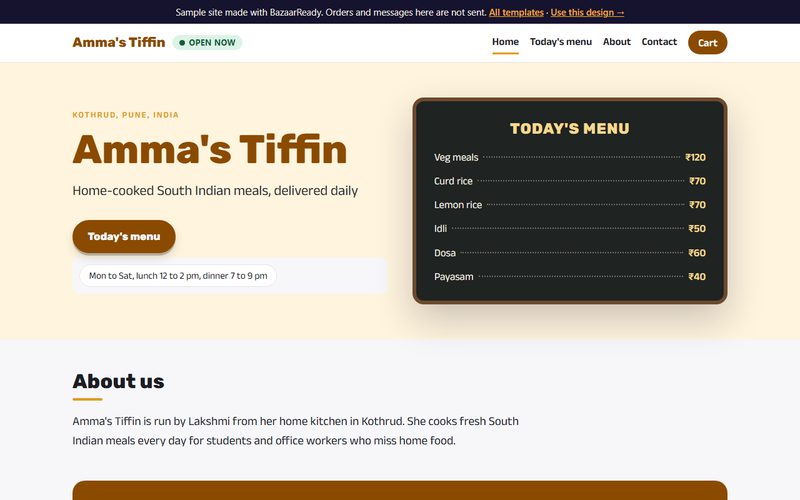 Sample site made with BazaarReady. Orders and messages here are not sent. All templates · Use this design →
Amma's Tiffin
OPEN NOW
Home Today's menu About Contact Cart
KOTHRUD, PUNE, INDIA
Amma's Tiffin
Home-cooked South Indian meals, delivered daily
Today's menu
Mon to Sat, lunch 12 to 2 pm, dinner 7 to 9 pm
TODAY'S MENU
Veg meals ₹120
Curd rice ₹70
Lemon rice ₹70
Idli ₹50
Dosa ₹60
Payasam ₹40
About us
Amma's Tiffin is run by Lakshmi from her home kitchen in Kothrud. She cooks fresh South
Indian meals every day for students and office workers who miss home food.